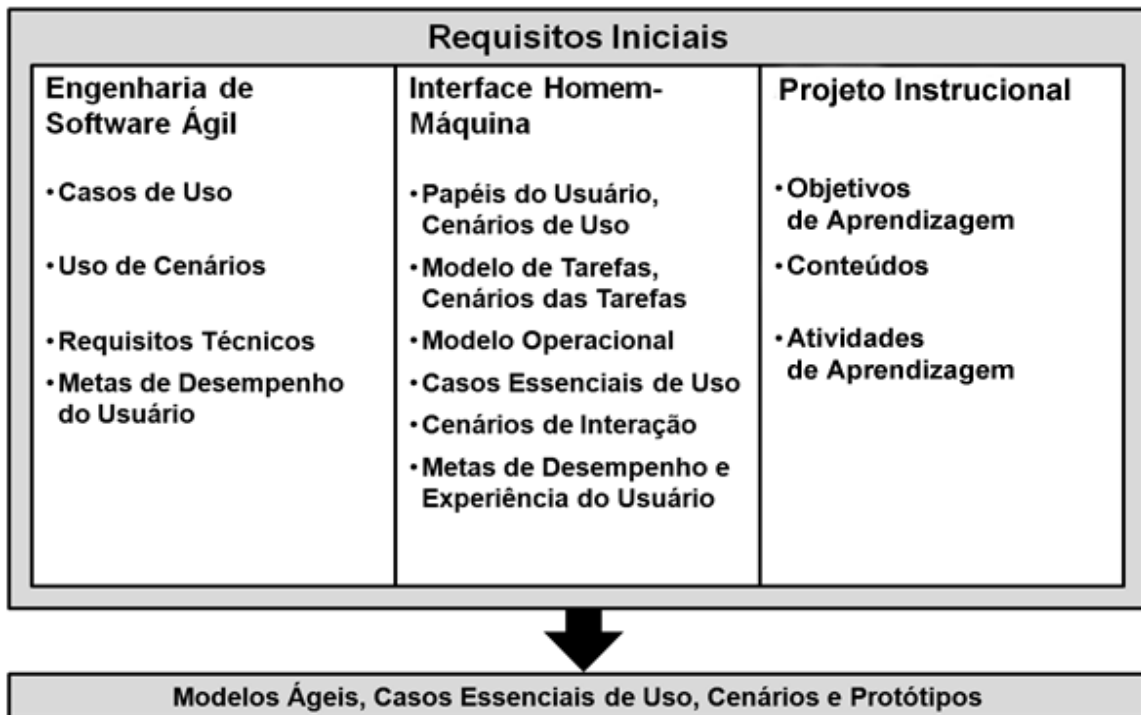 Requisitos Iniciais
Engenharia de
Software Ágil
•Casos de Uso
•Uso de Cenários
•Requisitos Técnicos
•Metas de Desempenho
do Usuário
Interface Homem-
Máquina
•Papéis do Usuário,
Cenários de Uso
•Modelo de Tarefas,
Cenários das Tarefas
•Modelo Operacional
•Casos Essenciais de Uso
•Cenários de Interação
•Metas de Desempenho e
Experiência do Usuário
Projeto Instrucional
•Objetivos
de Aprendizagem
•Conteúdos
•Atividades
de Aprendizagem
Modelos Ágeis, Casos Essenciais de Uso, Cenários e Protótipos